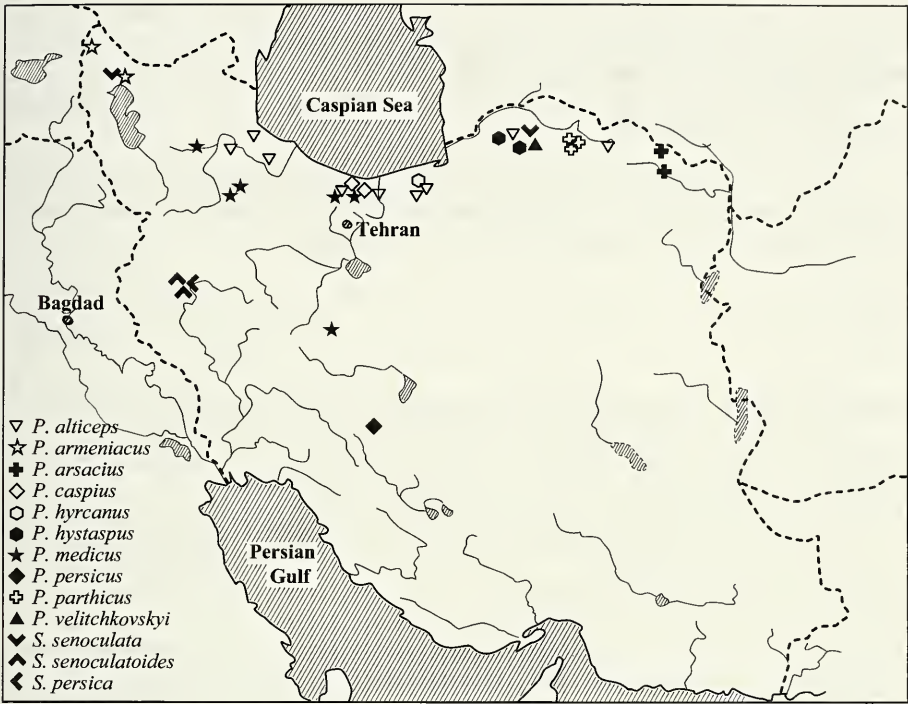 Caspian Sea
Tehran
Bagdad
Persian
Gulf
P. alticeps
P. armeniacus
P. arsacius
P. caspius
P. hyrcanus
P. hystaspus
P. medicus
P. persicus
P. parthicus
P. velitchkovskyi
S. senoculata
S. senoculatoides
S. persica